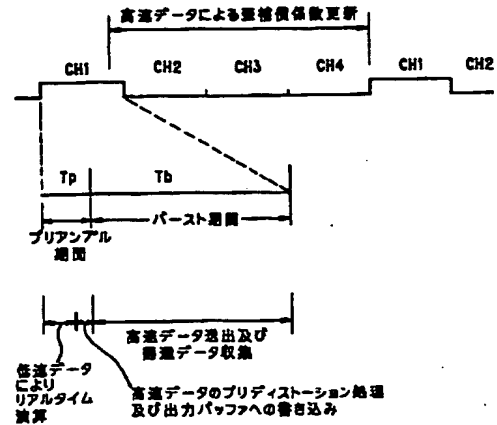 高速データによる歪補償係数更新
CH1 CH2 CH3 CH4 CH1 CH2
Tp Tb
プリアンブル
期間
バースト期間
低速データ
により
リアルタイム
演算
高速データ送出及び
帰還データ収集
高速データのプリディストーション処理
及び出力バッファへの書き込み